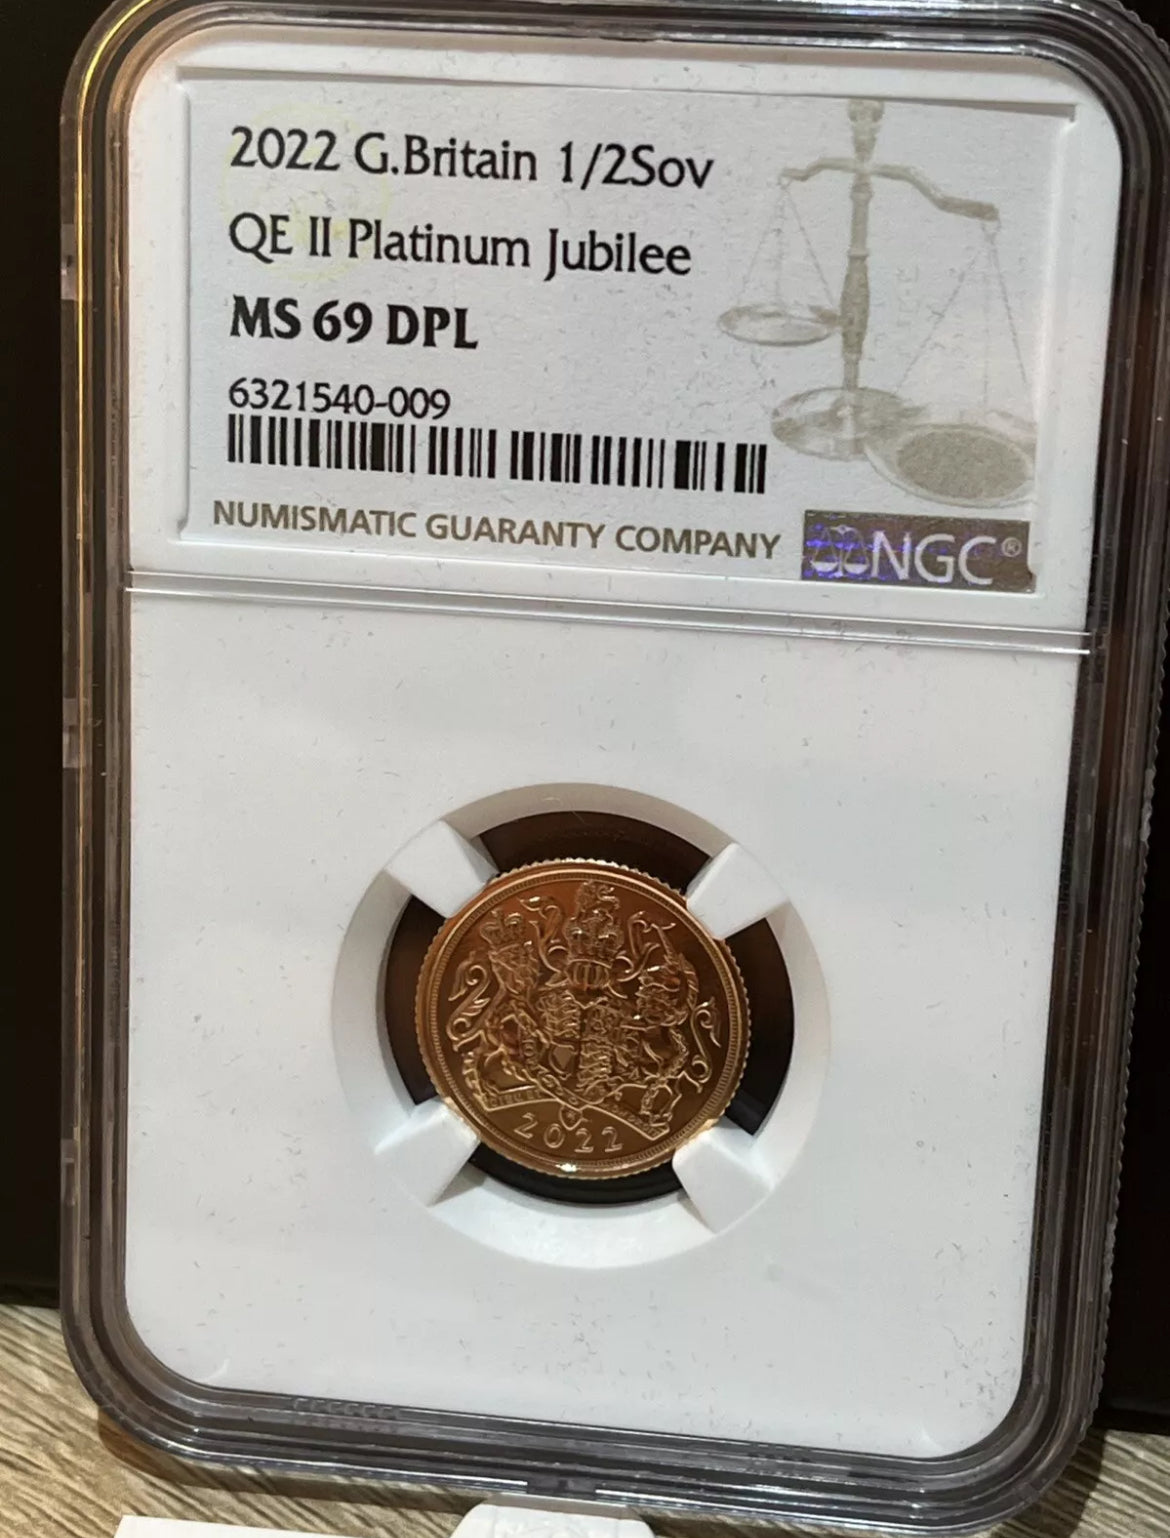 2022 G.Britain 1/2Sov
QE II Platinum Jubilee
MS 69 DPL
6321540-009
NUMISMATIC GUARANTY COMPANY
NGC®
2022